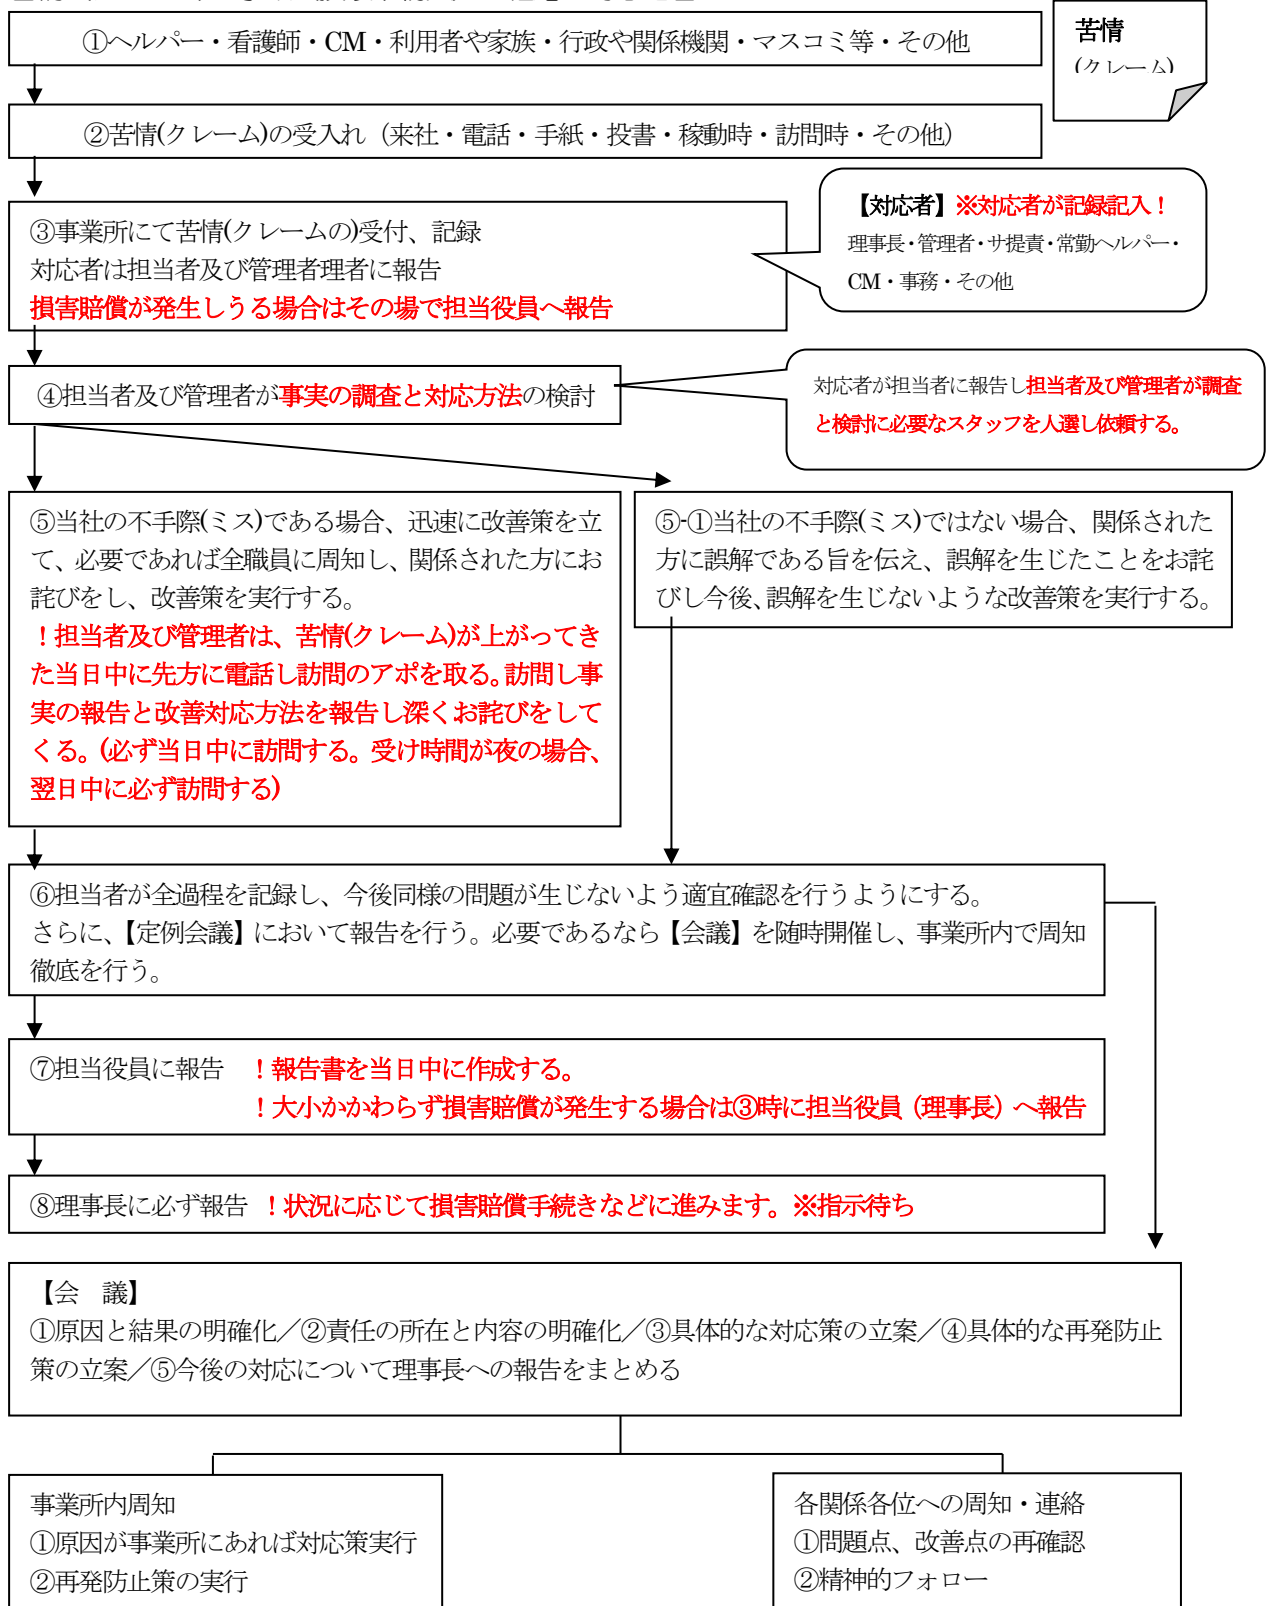 ①ヘルパー・看護師・CM・利用者や家族・行政や関係機関・マスコミ等・その他
苦情
(クレーム)
②苦情(クレーム)の受入れ（来社・電話・手紙・投書・稼動時・訪問時・その他）
③事業所にて苦情(クレームの)受付、記録
対応者は担当者及び管理者理者に報告
損害賠償が発生しうる場合はその場で担当役員へ報告
【対応者】※対応者が記録記入！
理事長・管理者・サ提責・常勤ヘルパー・
CM・事務・その他
④担当者及び管理者が事実の調査と対応方法の検討
対応者が担当者に報告し担当者及び管理者が調査
と検討に必要なスタッフを人選し依頼する。
⑤当社の不手際(ミス)である場合、迅速に改善策を立
て、必要であれば全職員に周知し、関係された方にお
詫びをし、改善策を実行する。
！担当者及び管理者は、苦情(クレーム)が上がってき
た当日中に先方に電話し訪問のアポを取る。訪問し事
実の報告と改善対応方法を報告し深くお詫びをして
くる。(必ず当日中に訪問する。受け時間が夜の場合、
翌日中に必ず訪問する)
⑤-①当社の不手際(ミス)ではない場合、関係された
方に誤解である旨を伝え、誤解を生じたことをお詫
びし今後、誤解を生じないような改善策を実行する。
⑥担当者が全過程を記録し、今後同様の問題が生じないよう適宜確認を行うようにする。
さらに、【定例会議】において報告を行う。必要であるなら【会議】を随時開催し、事業所内で周知
徹底を行う。
⑦担当役員に報告　！報告書を当日中に作成する。
！大小かかわらず損害賠償が発生する場合は③時に担当役員（理事長）へ報告
⑧理事長に必ず報告　！状況に応じて損害賠償手続きなどに進みます。※指示待ち
【会　議】
①原因と結果の明確化／②責任の所在と内容の明確化／③具体的な対応策の立案／④具体的な再発防止
策の立案／⑤今後の対応について理事長への報告をまとめる
事業所内周知
①原因が事業所にあれば対応策実行
②再発防止策の実行
各関係各位への周知・連絡
①問題点、改善点の再確認
②精神的フォロー